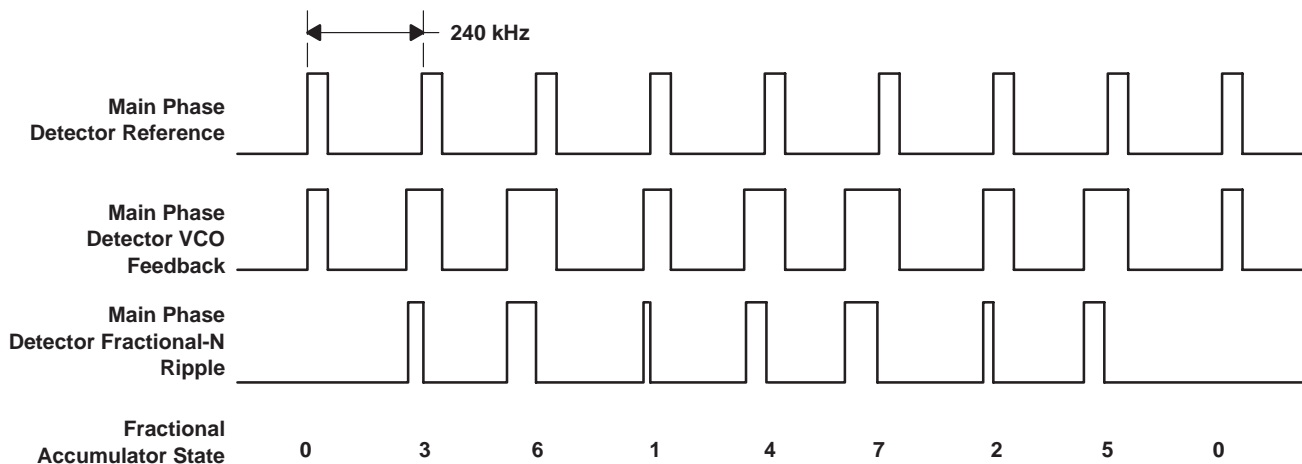 240 kHz
Main Phase
Detector Reference
Main Phase
Detector VCO
Feedback
Main Phase
Detector Fractional-N
Ripple
Fractional
Accumulator State
0 3 6 1 4 7 2 5 0